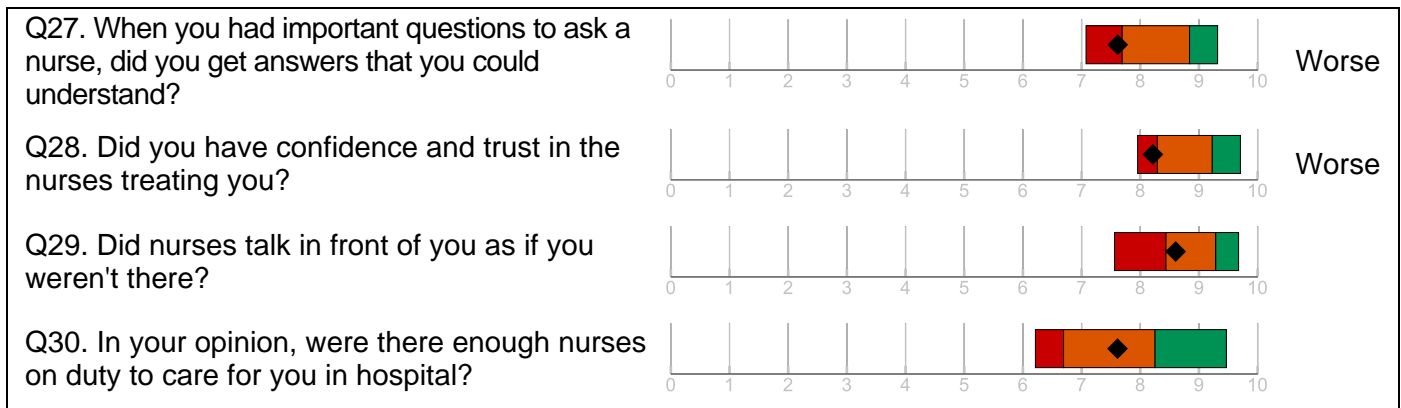 Q27. When you had important questions to ask a
nurse, did you get answers that you could
understand?
0 1 2 3 4 5 6 7 8 9 10
Worse
Q28. Did you have confidence and trust in the
nurses treating you?
0 1 2 3 4 5 6 7 8 9 10
Worse
Q29. Did nurses talk in front of you as if you
weren't there?
0 1 2 3 4 5 6 7 8 9 10
Q30. In your opinion, were there enough nurses
on duty to care for you in hospital?
0 1 2 3 4 5 6 7 8 9 10